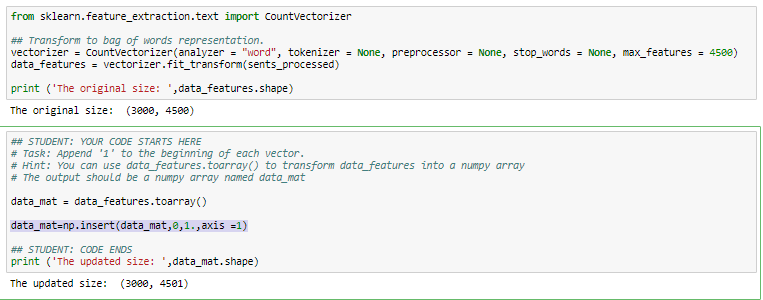 from sklearn.feature_extraction.text import CountVectorizer
## Transform to bag of words representation.
vectorizer = CountVectorizer(analyzer = "word", tokenizer = None, preprocessor = None, stop_words = None, max_features = 4500)
data_features = vectorizer.fit_transform(sents_processed)
print ('The original size: ',data_features.shape)
The original size:  (3000, 4500)
## STUDENT: YOUR CODE STARTS HERE
# Task: Append '1' to the beginning of each vector.
# Hint: You can use data_features.toarray() to transform data_features into a numpy array
# The output should be a numpy array named data_mat
data_mat = data_features.toarray()
data_mat=np.insert(data_mat,0,1.,axis =1)
## STUDENT: CODE ENDS
print ('The updated size: ',data_mat.shape)
The updated size:  (3000, 4501)